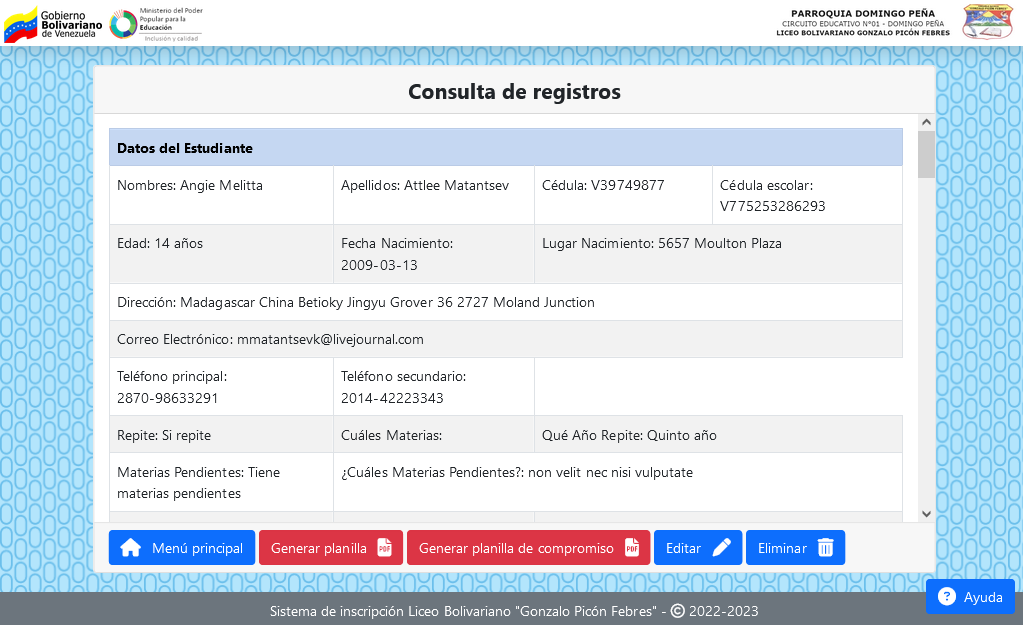 Gobierno
Bolivariano
de Venezuela
Ministerio del Poder
Popular para la
Educación
Inclusión y calidad
PARROQUIA DOMINGO PEÑA
CIRCUITO EDUCATIVO N°01 - DOMINGO PEÑA
LICEO BOLIVARIANO GONZALO PICÓN FEBRES
Consulta de registros
Datos del Estudiante
Nombres: Angie Melitta
Apellidos: Attlee Matantsev
Cédula: V39749877
Cédula escolar:
V775253286293
Edad: 14 años
Fecha Nacimiento:
2009-03-13
Lugar Nacimiento: 5657 Moulton Plaza
Dirección: Madagascar China Betioky Jingyu Grover 36 2727 Moland Junction
Correo Electrónico: mmatantsevk@livejournal.com
Teléfono principal:
2870-98633291
Teléfono secundario:
2014-42223343
Repite: Si repite
Cuáles Materias:
Qué Año Repite: Quinto año
Materias Pendientes: Tiene
materias pendientes
¿Cuáles Materias Pendientes?: non velit nec nisi vulputate
Menú principal
Generar planilla
PDF
Generar planilla de compromiso
PDF
Editar
Eliminar
Ayuda
Sistema de inscripción Liceo Bolivariano "Gonzalo Picón Febres" - © 2022-2023